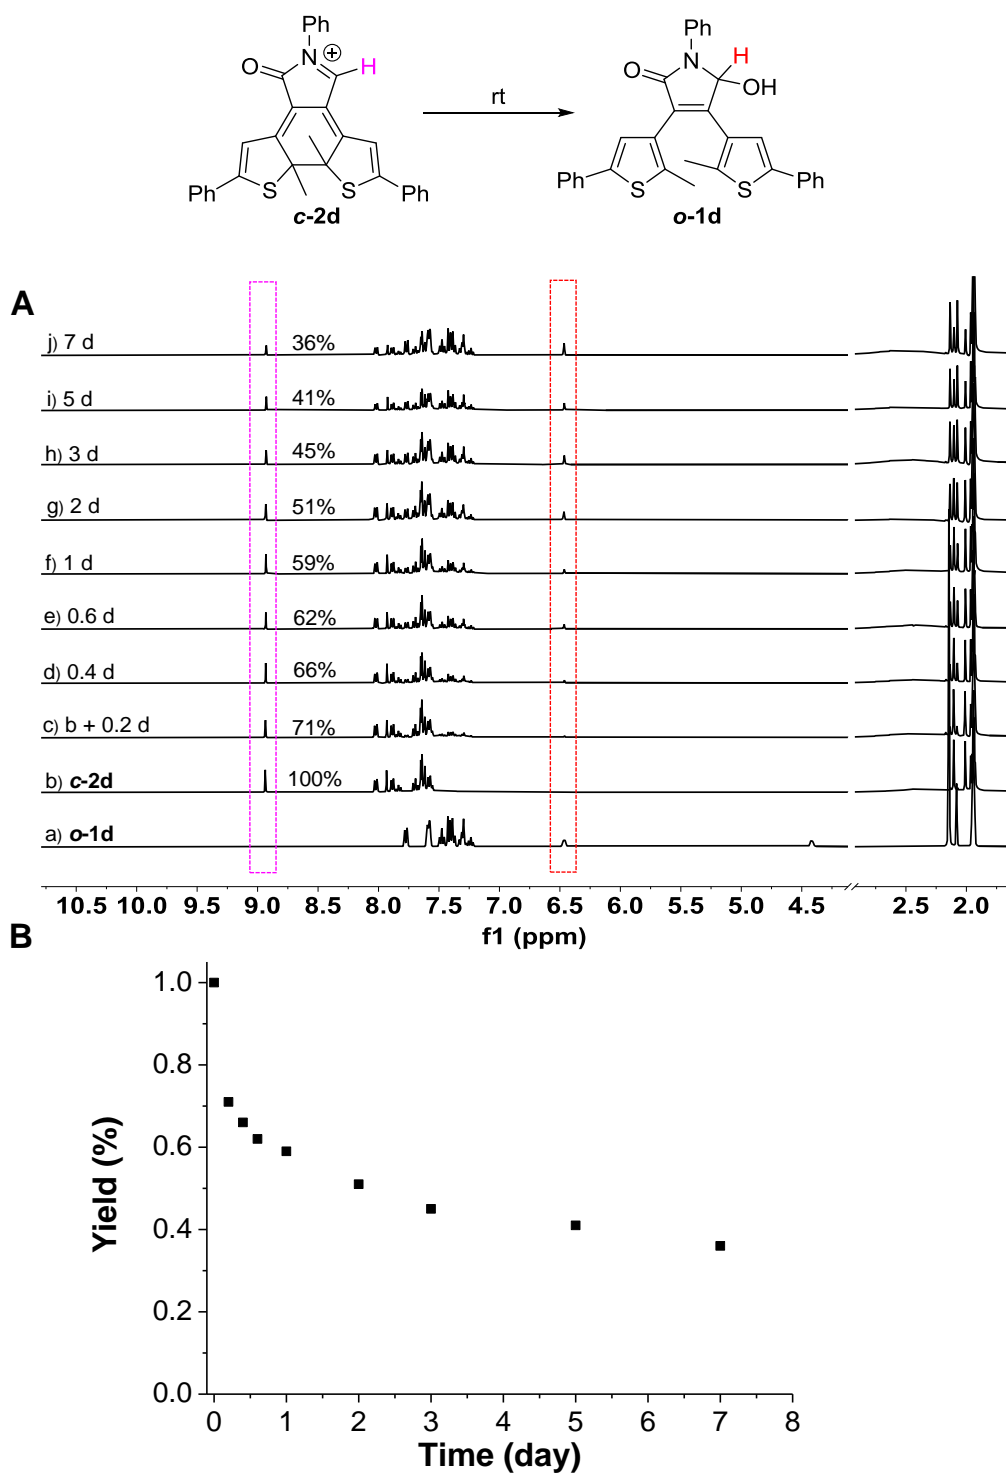 Ph
N ⊕
O
H
Ph
S
S
Ph
c-2d
rt
Ph
N
H
O
OH
Ph
S
S
Ph
o-1d
A
j) 7 d 36%
i) 5 d 41%
h) 3 d 45%
g) 2 d 51%
f) 1 d 59%
e) 0.6 d 62%
d) 0.4 d 66%
c) b + 0.2 d 71%
b) c-2d 100%
a) o-1d
10.5 10.0 9.5 9.0 8.5 8.0 7.5 7.0 6.5 6.0 5.5 5.0 4.5 2.5 2.0
f1 (ppm)
B
Yield (%)
1.0
0.8
0.6
0.4
0.2
0.0
0 1 2 3 4 5 6 7 8
Time (day)